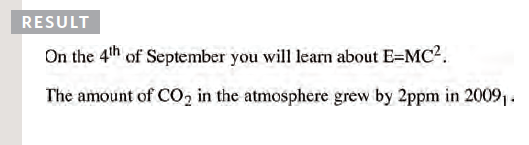 RESULT
On the 4th of September you will learn about E=MC².
The amount of CO₂ in the atmosphere grew by 2ppm in 2009₁.